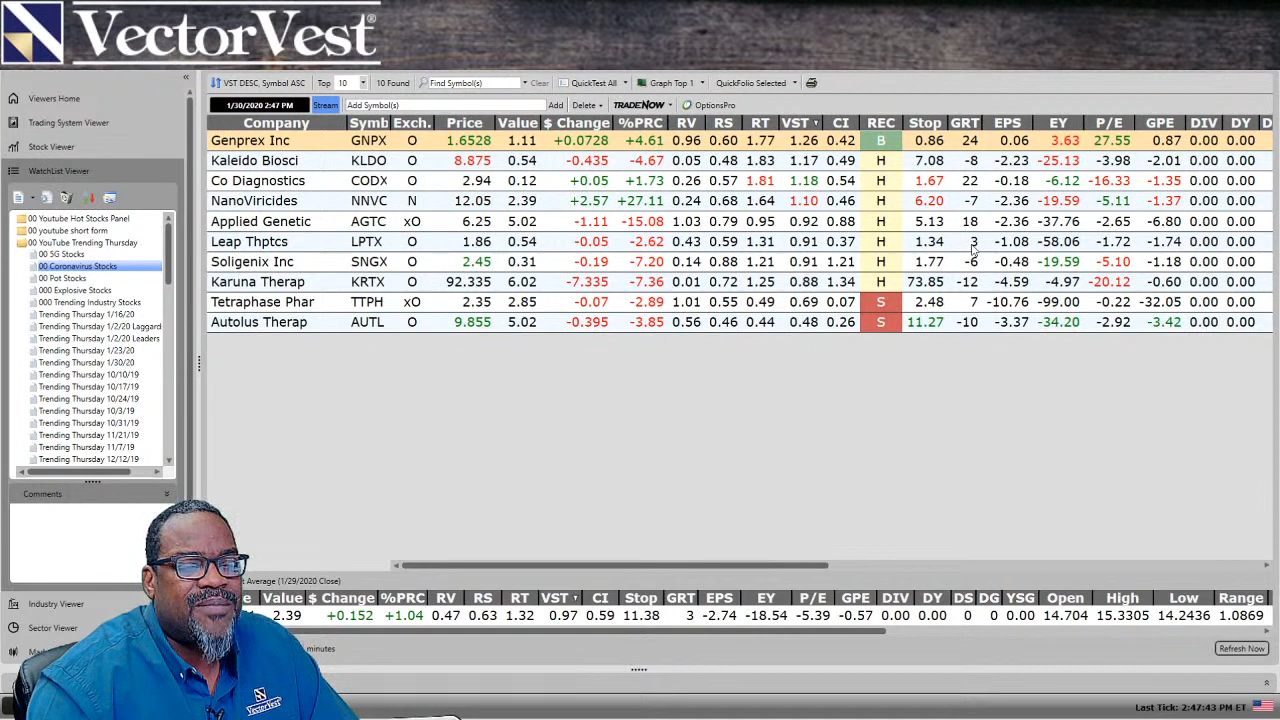 VectorVest®
VST DESC, Symbol ASC Top 10 10 Found Find Symbol(s) Clear QuickTest All Graph Top 1 QuickFolio Selected
Viewers Home
1/30/2020 2:47 PM Stream Add Symbol(s) Add Delete TRADENOW OptionsPro
Trading System Viewer
Stock Viewer
WatchList Viewer
Company Symb Exch. Price Value $ Change %PRC RV RS RT VST CI REC Stop GRT EPS EY P/E GPE DIV DY D
Genprex Inc GNPX O 1.6528 1.11 +0.0728 +4.61 0.96 0.60 1.77 1.26 0.42 B 0.86 24 0.06 3.63 27.55 0.87 0.00 0.00
Kaleido Biosci KLDO O 8.875 0.54 -0.435 -4.67 0.05 0.48 1.83 1.17 0.49 H 7.08 -8 -2.23 -25.13 -3.98 -2.01 0.00 0.00
Co Diagnostics CODX O 2.94 0.12 +0.05 +1.73 0.26 0.57 1.81 1.18 0.54 H 1.67 22 -0.18 -6.12 -16.33 -1.35 0.00 0.00
NanoViricides NNVC N 12.05 2.39 +2.57 +27.11 0.24 0.68 1.64 1.10 0.46 H 6.20 -7 -2.36 -19.59 -5.11 -1.37 0.00 0.00
Applied Genetic AGTC xO 6.25 5.02 -1.11 -15.08 1.03 0.79 0.95 0.92 0.88 H 5.13 18 -2.36 -37.76 -2.65 -6.80 0.00 0.00
Leap Thptcs LPTX O 1.86 0.54 -0.05 -2.62 0.43 0.59 1.31 0.91 0.37 H 1.34 3 -1.08 -58.06 -1.72 -1.74 0.00 0.00
Soligenix Inc SNGX O 2.45 0.31 -0.19 -7.20 0.14 0.88 1.21 0.91 1.21 H 1.77 -6 -0.48 -19.59 -5.10 -1.18 0.00 0.00
Karuna Therap KRTX O 92.335 6.02 -7.335 -7.36 0.01 0.72 1.25 0.88 1.34 H 73.85 -12 -4.59 -4.97 -20.12 -0.60 0.00 0.00
Tetraphase Phar TTPH xO 2.35 2.85 -0.07 -2.89 1.01 0.55 0.49 0.69 0.07 S 2.48 7 -10.76 -99.00 -0.22 -32.05 0.00 0.00
Autolus Therap AUTL O 9.855 5.02 -0.395 -3.85 0.56 0.46 0.44 0.48 0.26 S 11.27 -10 -3.37 -34.20 -2.92 -3.42 0.00 0.00
00 Youtube Hot Stocks Panel
00 youtube short form
00 YouTube Trending Thursday
00 5G Stocks
00 Coronavirus Stocks
00 Pot Stocks
000 Explosive Stocks
000 Trending Industry Stocks
Trending Thursday 1/16/20
Trending Thursday 1/2/20 Laggard
Trending Thursday 1/2/20 Leaders
Trending Thursday 1/23/20
Trending Thursday 1/30/20
Trending Thursday 10/10/19
Trending Thursday 10/17/19
Trending Thursday 10/24/19
Trending Thursday 10/3/19
Trending Thursday 10/31/19
Trending Thursday 11/21/19
Trending Thursday 11/7/19
Trending Thursday 12/12/19
Comments
Average (1/29/2020 Close)
Value $ Change %PRC RV RS RT VST CI Stop GRT EPS EY P/E GPE DIV DY DS DG YSG Open High Low Range
2.39 +0.152 +1.04 0.47 0.63 1.32 0.97 0.59 11.38 3 -2.74 -18.54 -5.39 -0.57 0.00 0.00 0 0 0.00 14.704 15.3305 14.2436 1.0869
Industry Viewer
Sector Viewer
minutes
Refresh Now
VectorVest
Last Tick: 2:47:43 PM ET